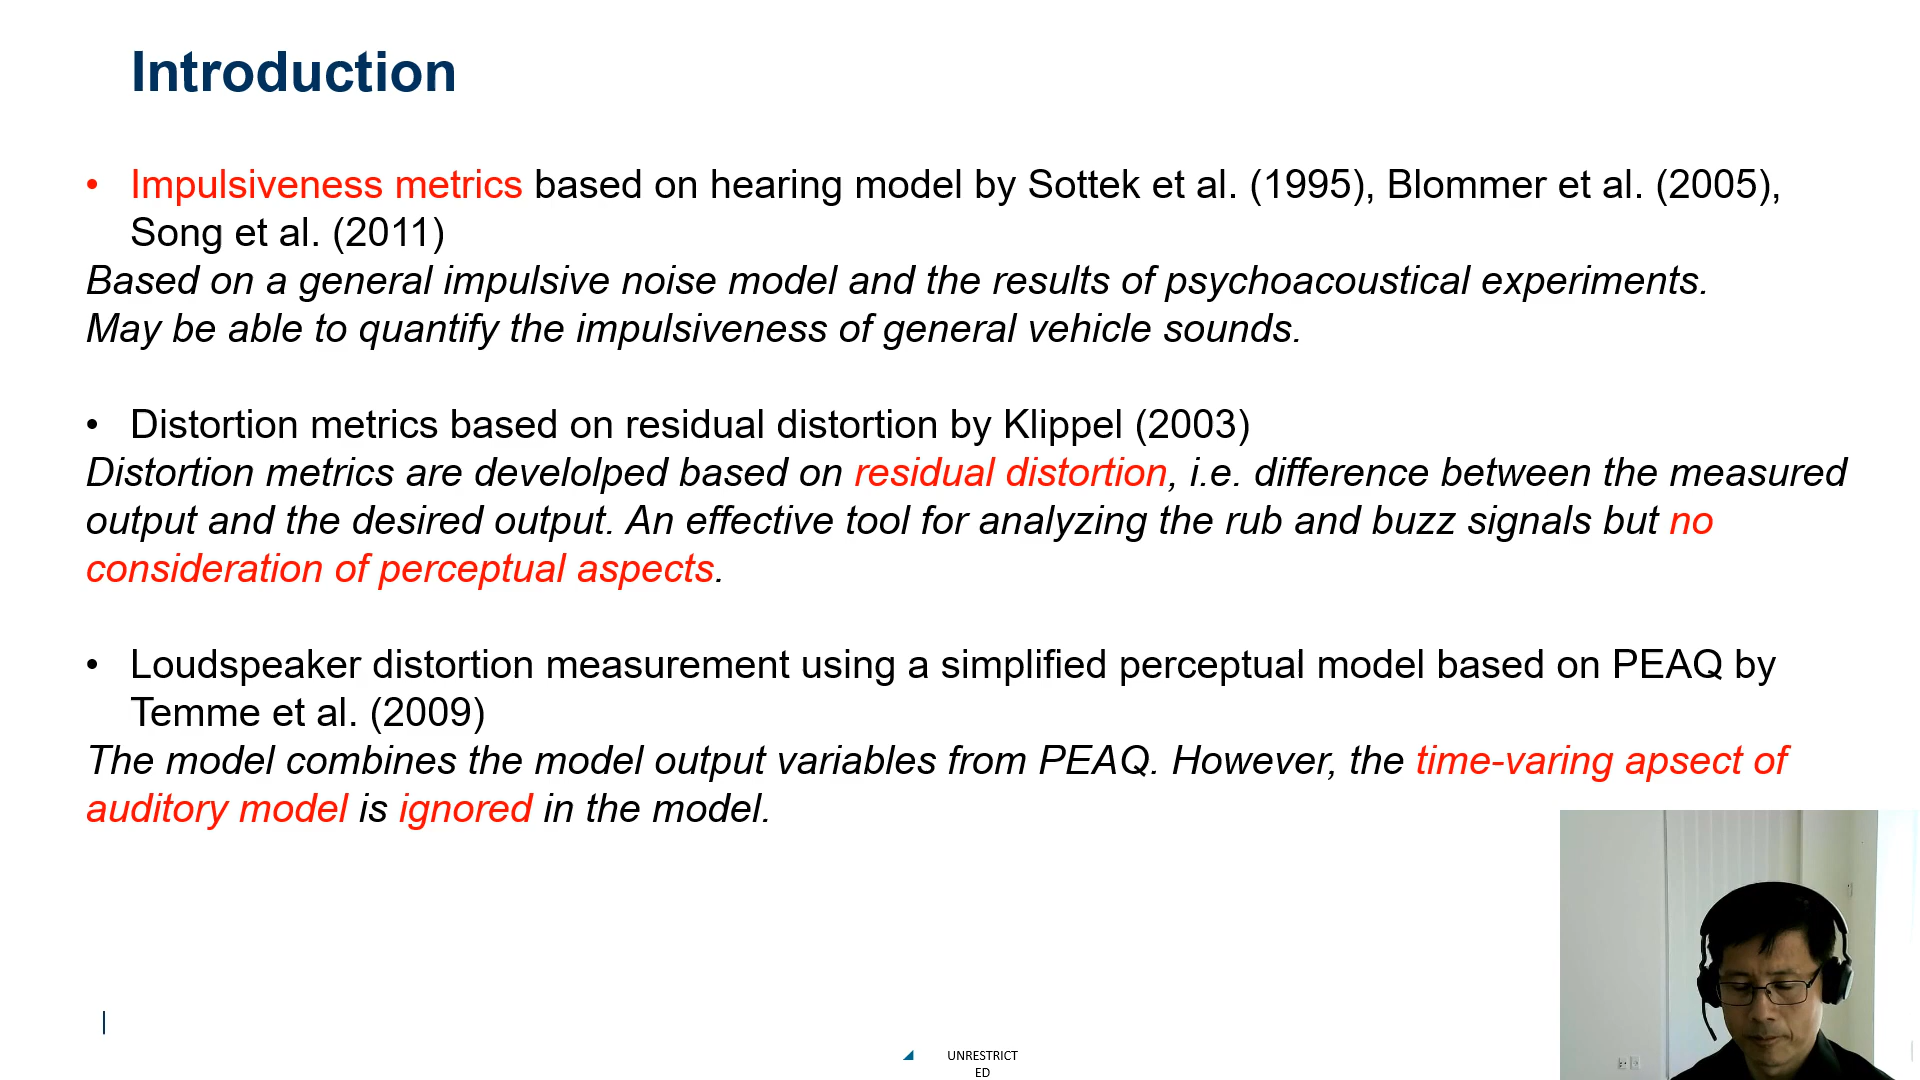 Introduction
• Impulsiveness metrics based on hearing model by Sottek et al. (1995), Blommer et al. (2005),
Song et al. (2011)
Based on a general impulsive noise model and the results of psychoacoustical experiments.
May be able to quantify the impulsiveness of general vehicle sounds.
• Distortion metrics based on residual distortion by Klippel (2003)
Distortion metrics are develolped based on residual distortion, i.e. difference between the measured
output and the desired output. An effective tool for analyzing the rub and buzz signals but no
consideration of perceptual aspects.
• Loudspeaker distortion measurement using a simplified perceptual model based on PEAQ by
Temme et al. (2009)
The model combines the model output variables from PEAQ. However, the time-varing apsect of
auditory model is ignored in the model.
UNRESTRICT
ED